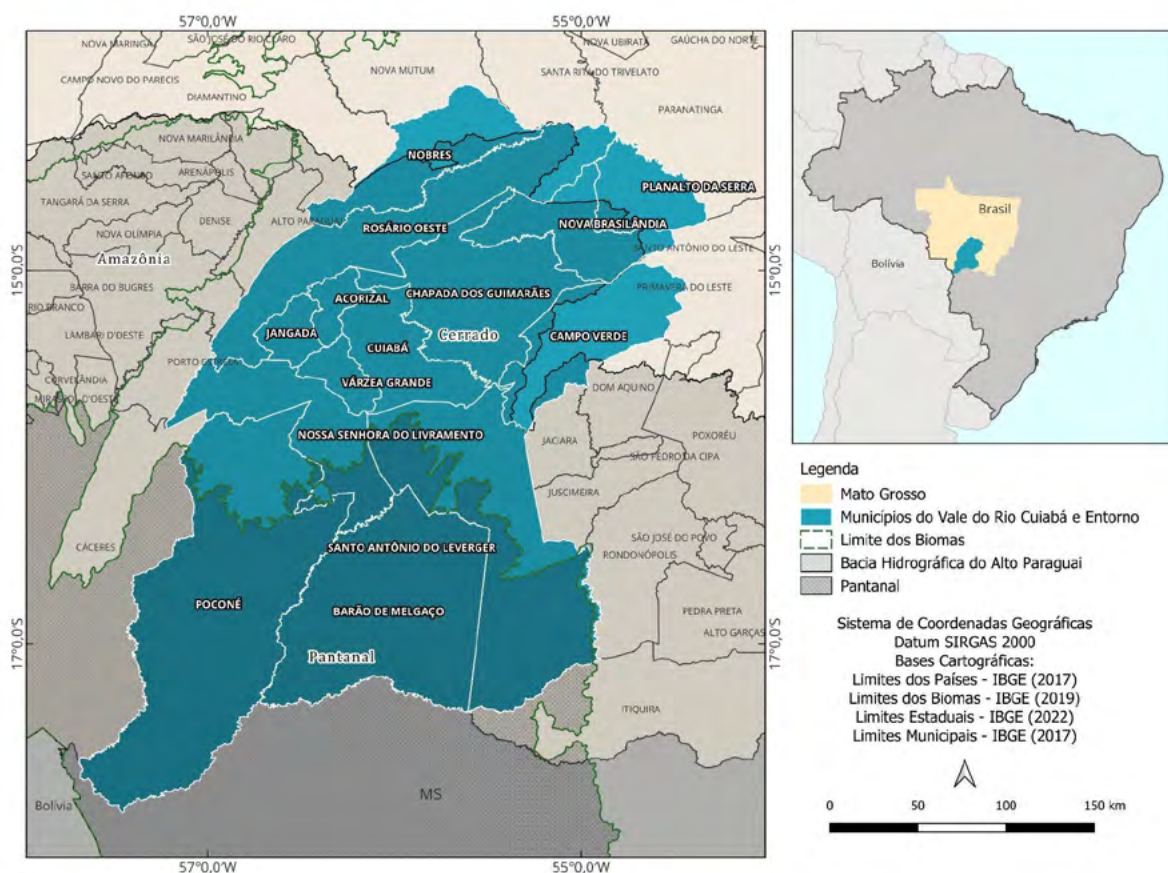 57°0,0'W
55°0,0'W
NOVA MARINGÁ
SÃO JOSÉ DO RIO CLARO
NOVA UBIRATÃ
GAÚCHA DO NORTE
CAMPO NOVO DO PARECIS
NOVA MUTUM
SANTA RITA DO TRIVELATO
DIAMANTINO
PARANATINGA
NOVA MARILÂNDIA
NOBRES
SANTO AFONSO
ARENÁPOLIS
PLANALTO DA SERRA
TANGARÁ DA SERRA
DENISE
ALTO PARAGUAI
ROSÁRIO OESTE
NOVA BRASILÂNDIA
NOVA OLÍMPIA
SANTO ANTÔNIO DO LESTE
Amazônia
15°0,0'S
15°0,0'S
BARRA DO BUGRES
PRIMAVERA DO LESTE
RIO BRANCO
ACORIZAL
CHAPADA DOS GUIMARÃES
LAMBARI D'OESTE
JANGADA
Cerrado
CAMPO VERDE
CUIABÁ
PORTO ESTRELA
CURVELÂNDIA
VÁRZEA GRANDE
DOM AQUINO
MIRASSOL D'OESTE
NOSSA SENHORA DO LIVRAMENTO
JACIARA
POXORÉU
SÃO PEDRO DA CIPA
JUSCIMEIRA
CÁCERES
SANTO ANTÔNIO DO LEVERGER
SÃO JOSÉ DO POVO
RONDONÓPOLIS
POCONÉ
BARÃO DE MELGAÇO
PEDRA PRETA
ALTO GARÇAS
17°0,0'S
17°0,0'S
Pantanal
ITIQUIRA
MS
Bolívia
57°0,0'W
55°0,0'W
Brasil
Bolívia
Legenda
Mato Grosso
Municípios do Vale do Rio Cuiabá e Entorno
Limite dos Biomas
Bacia Hidrográfica do Alto Paraguai
Pantanal
Sistema de Coordenadas Geográficas
Datum SIRGAS 2000
Bases Cartográficas:
Limites dos Países - IBGE (2017)
Limites dos Biomas - IBGE (2019)
Limites Estaduais - IBGE (2022)
Limites Municipais - IBGE (2017)
0 50 100 150 km